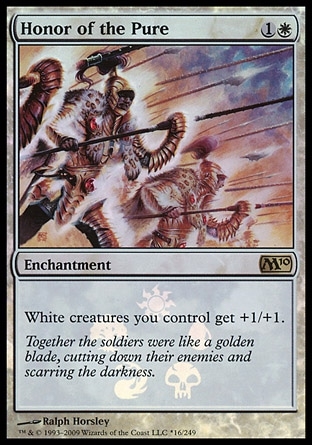 Honor of the Pure 1
Enchantment M10
White creatures you control get +1/+1.
Together the soldiers were like a golden
blade, cutting down their enemies and
scarring the darkness.
Ralph Horsley
™ & © 1993–2009 Wizards of the Coast LLC *16/249